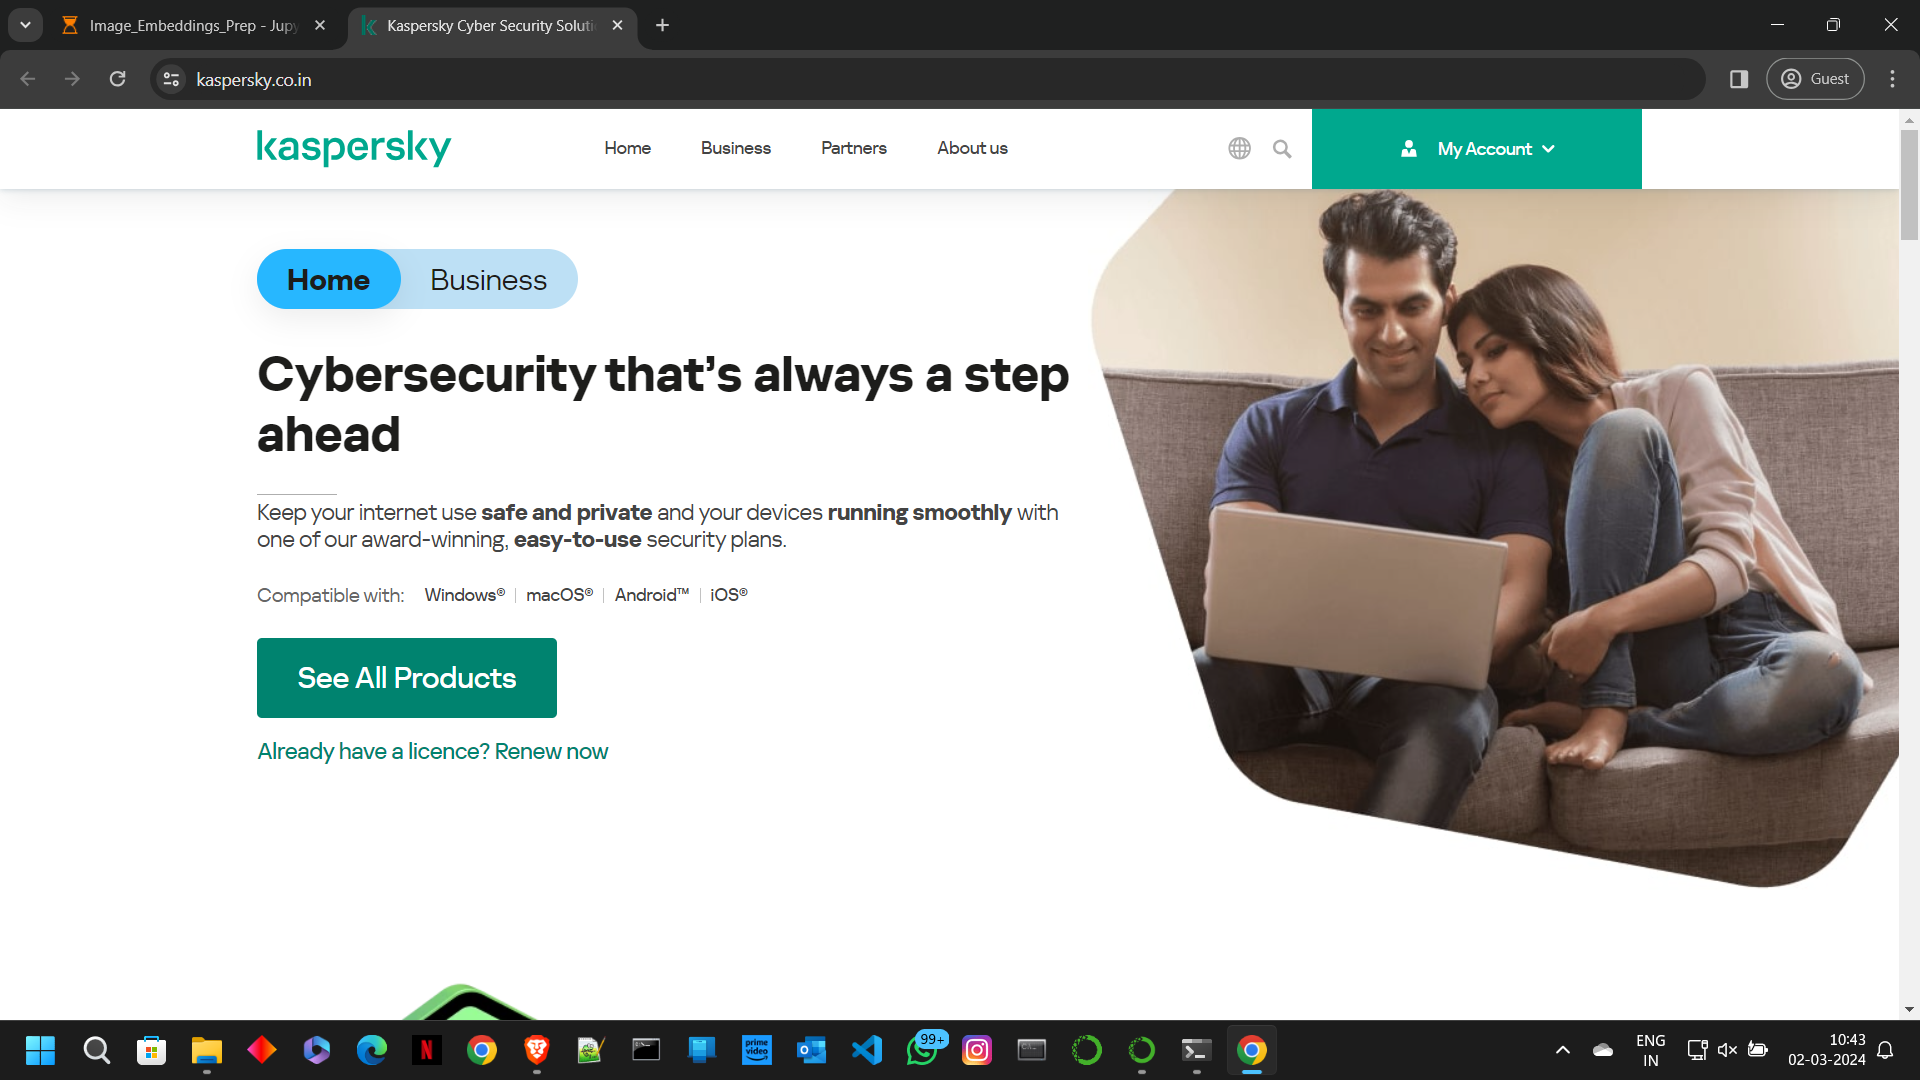 Image_Embeddings_Prep - Jupy
Kaspersky Cyber Security Soluti
kaspersky.co.in
Guest
kaspersky
Home
Business
Partners
About us
My Account
Home
Business
Cybersecurity that’s always a step
ahead
Keep your internet use safe and private and your devices running smoothly with
one of our award-winning, easy-to-use security plans.
Compatible with: Windows® macOS® Android™ iOS®
See All Products
Already have a licence? Renew now
prime
video
99+
ENG
IN
10:43
02-03-2024